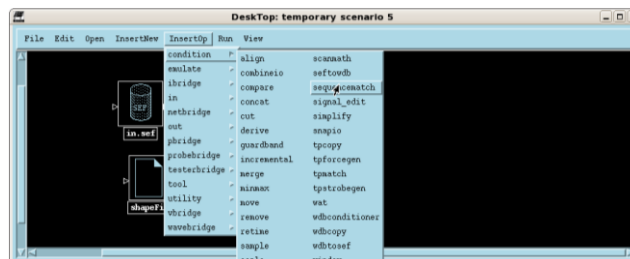 DeskTop: temporary scenario 5
File Edit Open InsertNew InsertOp Run View
condition
emulate
ibridge
in
netbridge
out
pbridge
probebridge
testerbridge
tool
utility
vbridge
wavebridge
align scanmath
combineio seftowdb
compare sequencematch
concat signal_edit
cut simplify
derive snapio
guardband tpcopy
incremental tpforcegen
merge tpmatch
minmax tpstrobegen
move wat
remove wdbconditioner
retime wdbcopy
sample wdbtosef
SEF
in.sef
shapeFi